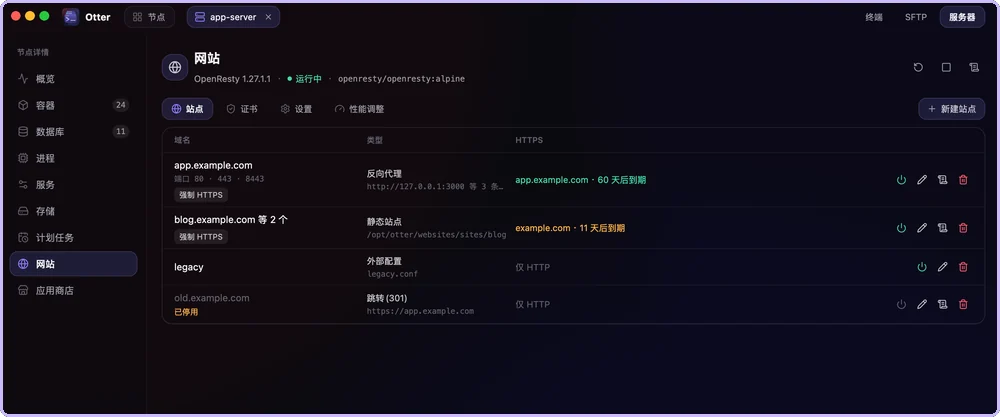 Otter
节点
app-server
终端
SFTP
服务器
节点详情
概览
容器
24
数据库
11
进程
服务
存储
计划任务
网站
应用商店
网站
OpenResty 1.27.1.1 · 运行中 · openresty/openresty:alpine
站点
证书
设置
性能调整
新建站点
域名
类型
HTTPS
app.example.com
端口 80 · 443 · 8443
强制 HTTPS
反向代理
http://127.0.0.1:3000 等 3 条…
app.example.com · 60 天后到期
blog.example.com 等 2 个
强制 HTTPS
静态站点
/opt/otter/websites/sites/blog
example.com · 11 天后到期
legacy
外部配置
legacy.conf
仅 HTTP
old.example.com
已停用
跳转 (301)
https://app.example.com
仅 HTTP